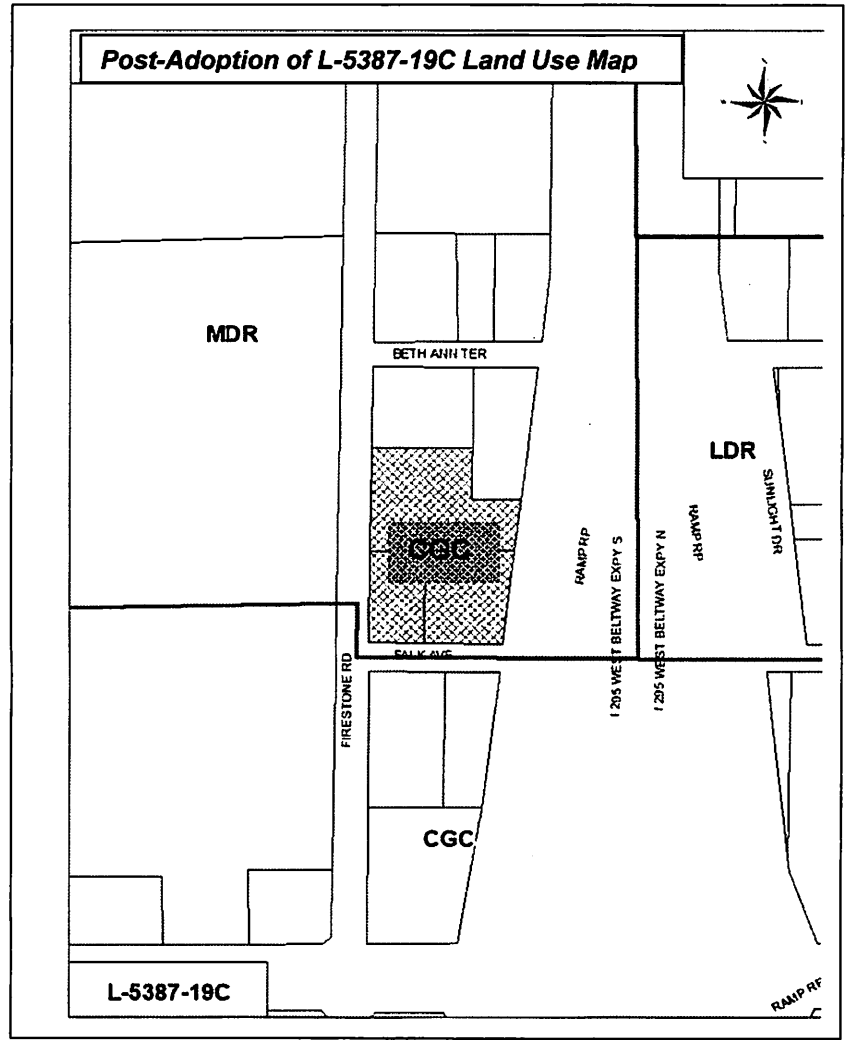 Post-Adoption of L-5387-19C Land Use Map
MDR
BETH ANN TER
LDR
SUNLIGHT DR
RAMP RP
RAMP RP
CGC
I 295 WEST BELTWAY EXPY S
I 295 WEST BELTWAY EXPY N
FALK AVE
FIRESTONE RD
CGC
L-5387-19C
RAMP RP